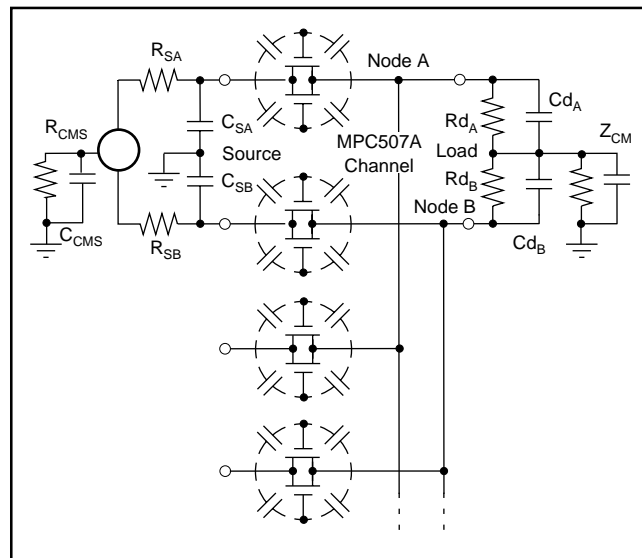 R_SA
Node A
Cd_A
R_CMS
C_SA
MPC507A
Channel
Rd_A
Z_CM
Source
Load
C_SB
Rd_B
Node B
C_CMS
R_SB
Cd_B